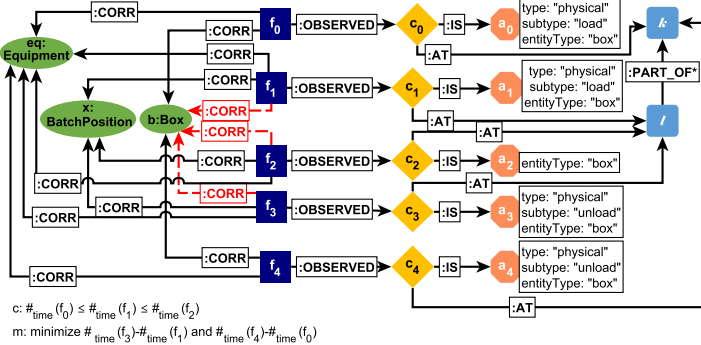 :CORR
f0
:OBSERVED
c0
:IS
a0
type: "physical"
subtype: "load"
entityType: "box"
k
:AT
eq:
Equipment
:CORR
:PART_OF*
f1
:OBSERVED
c1
:IS
a1
type: "physical"
subtype: "load"
entityType: "box"
x:
BatchPosition
b:Box
:CORR
:CORR
:AT
:AT
l
:CORR
f2
:OBSERVED
c2
:IS
a2
entityType: "box"
:CORR
:CORR
:AT
:CORR
f3
:OBSERVED
c3
:IS
a3
type: "physical"
subtype: "unload"
entityType: "box"
:CORR
:CORR
f4
:OBSERVED
c4
:IS
a4
type: "physical"
subtype: "unload"
entityType: "box"
:AT
c: #time(f0) ≤ #time(f1) ≤ #time(f2)
m: minimize #time(f3)-#time(f1) and #time(f4)-#time(f0)